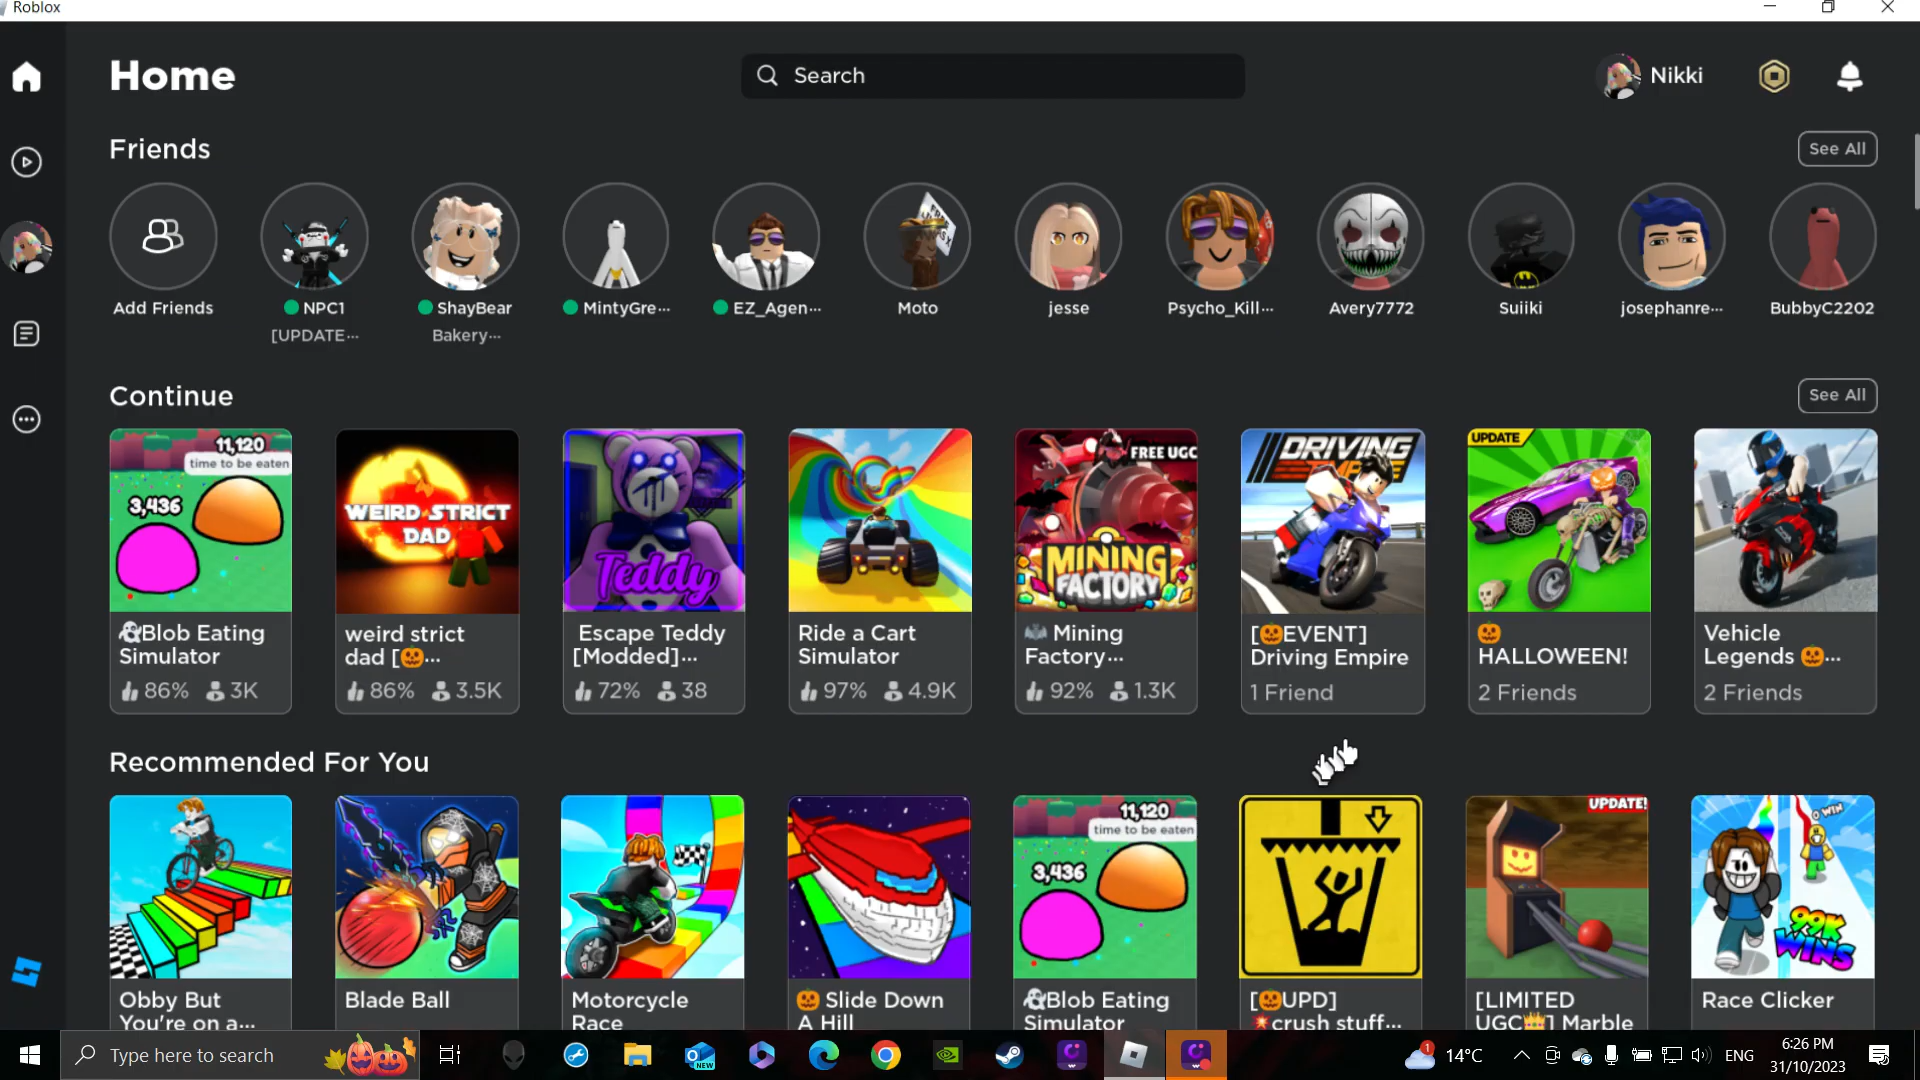 Roblox
Home
Search
Nikki
Friends
See All
Add Friends
NPC1
[UPDATE...
ShayBear
Bakery...
MintyGre...
EZ_Agen...
Moto
jesse
Psycho_Kill...
Avery7772
Suiiki
josephanre...
BubbyC2202
Continue
See All
11,120
time to be eaten
3,436
Blob Eating
Simulator
86% 3K
WEIRD STRICT
DAD
weird strict
dad [🎃...
86% 3.5K
Teddy
Escape Teddy
[Modded]...
72% 38
Ride a Cart
Simulator
97% 4.9K
FREE UGC
MINING
FACTORY
Mining
Factory...
92% 1.3K
DRIVING
EMPIRE
[🎃EVENT]
Driving Empire
1 Friend
UPDATE
🎃
HALLOWEEN!
2 Friends
Vehicle
Legends 🎃...
2 Friends
Recommended For You
Obby But
You're on a...
Blade Ball
Motorcycle
Race
🎃 Slide Down
A Hill
11,120
time to be eaten
3,436
Blob Eating
Simulator
[🎃UPD]
💥crush stuff...
UPDATE!
[LIMITED
UGC👑] Marble
0 WIN
99K
WINS
Race Clicker
Type here to search
NEW
1
14°C
ENG
6:26 PM
31/10/2023